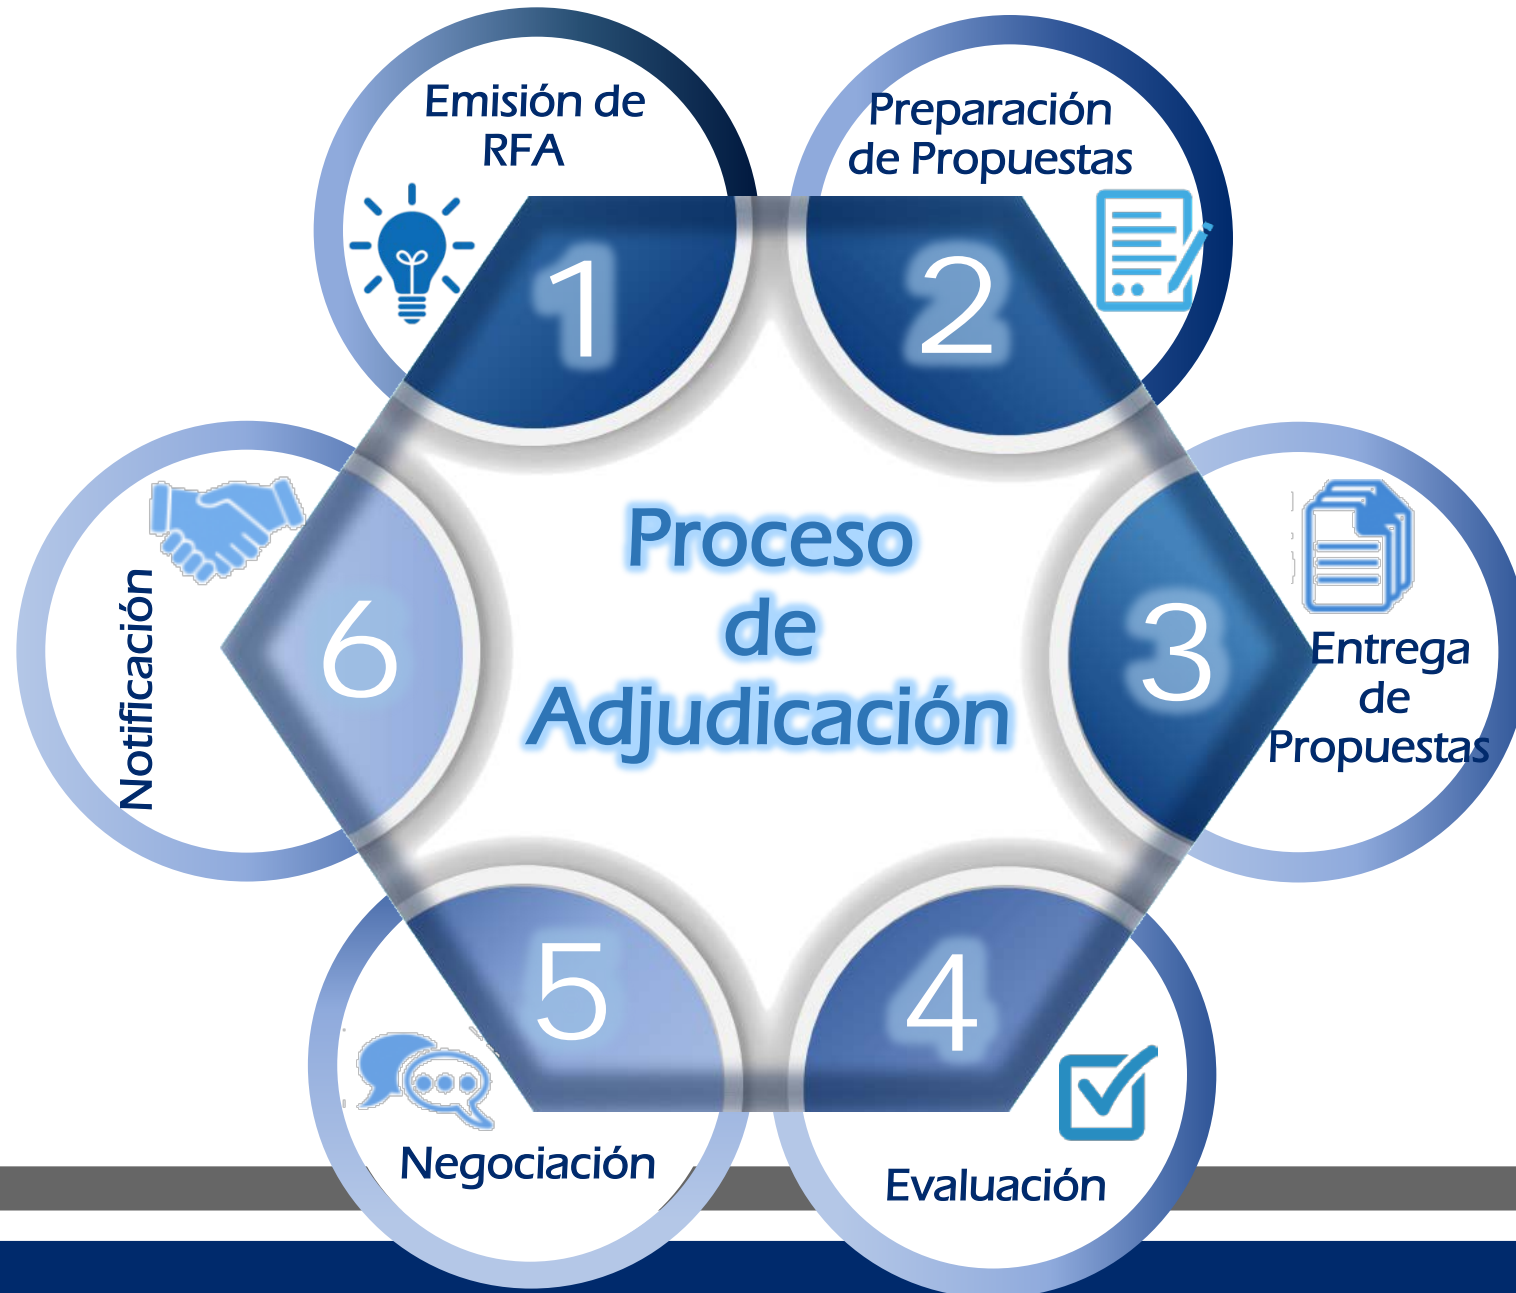 Emisión de
RFA
1
Preparación
de Propuestas
2
3
Entrega
de
Propuestas
4
Evaluación
5
Negociación
6
Notificación
Proceso
de
Adjudicación